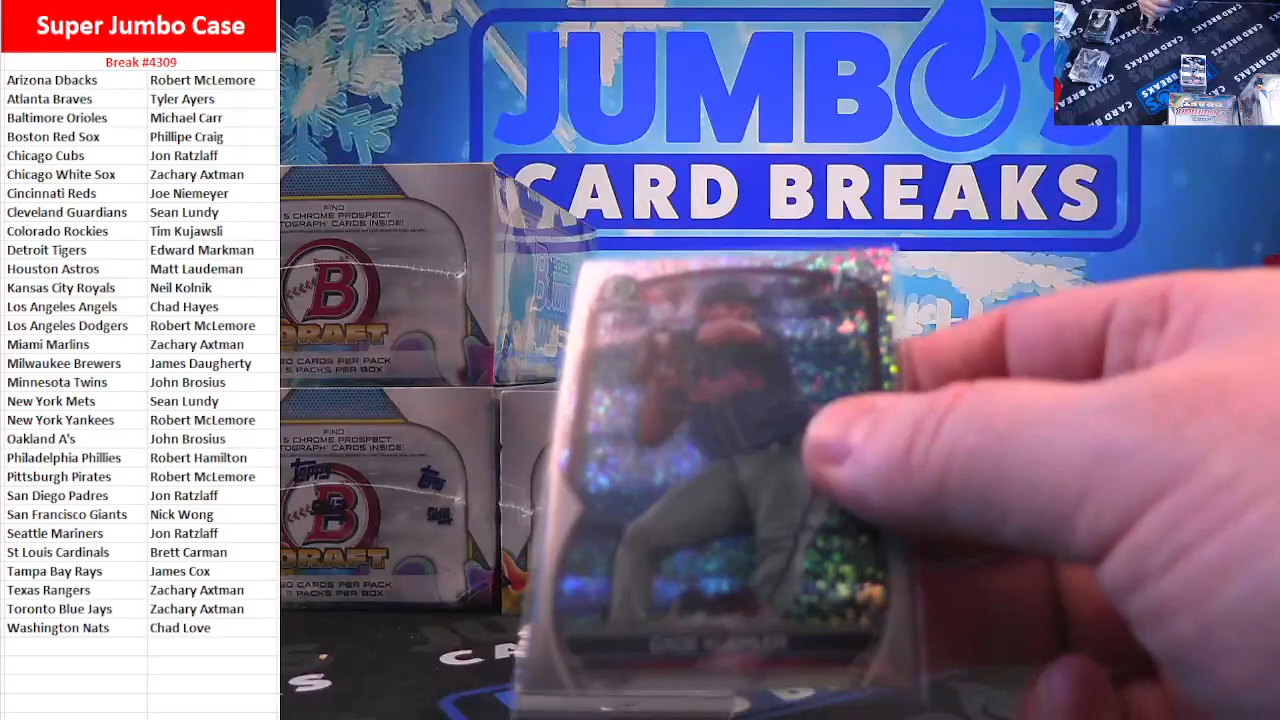 Super Jumbo Case
Break #4309
Arizona Dbacks Robert McLemore
Atlanta Braves Tyler Ayers
Baltimore Orioles Michael Carr
Boston Red Sox Phillipe Craig
Chicago Cubs Jon Ratzlaff
Chicago White Sox Zachary Axtman
Cincinnati Reds Joe Niemeyer
Cleveland Guardians Sean Lundy
Colorado Rockies Tim Kujawsli
Detroit Tigers Edward Markman
Houston Astros Matt Laudeman
Kansas City Royals Neil Kolnik
Los Angeles Angels Chad Hayes
Los Angeles Dodgers Robert McLemore
Miami Marlins Zachary Axtman
Milwaukee Brewers James Daugherty
Minnesota Twins John Brosius
New York Mets Sean Lundy
New York Yankees Robert McLemore
Oakland A's John Brosius
Philadelphia Phillies Robert Hamilton
Pittsburgh Pirates Robert McLemore
San Diego Padres Jon Ratzlaff
San Francisco Giants Nick Wong
Seattle Mariners Jon Ratzlaff
St Louis Cardinals Brett Carman
Tampa Bay Rays James Cox
Texas Rangers Zachary Axtman
Toronto Blue Jays Zachary Axtman
Washington Nats Chad Love
JUMBO'S
CARD BREAKS
FIND
5 CHROME PROSPECT
AUTOGRAPH CARDS INSIDE!
B
DRAFT
20 CARDS PER PACK
5 PACKS PER BOX
FIND
5 CHROME PROSPECT
AUTOGRAPH CARDS INSIDE!
TOPPS
B
DRAFT
CARDS PER PACK
PACKS PER BOX
CARD BREAKS
CARD BREAKS